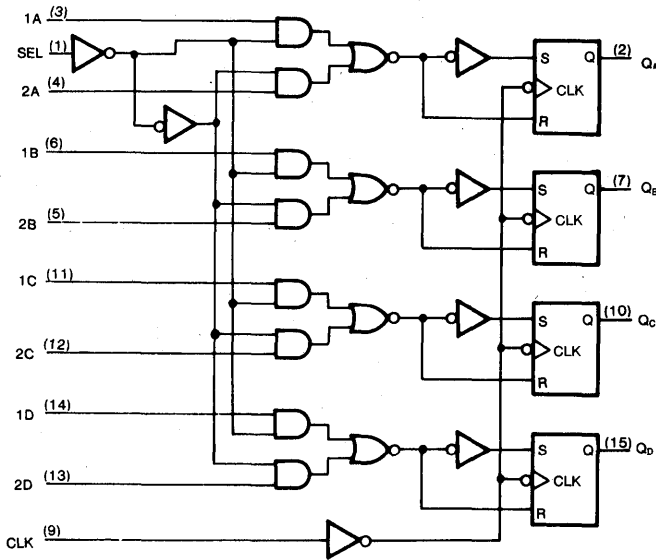 1A (3)
SEL (1)
2A (4)
1B (6)
2B (5)
1C (11)
2C (12)
1D (14)
2D (13)
CLK (9)
S Q (2)
CLK
R
S Q (7)
CLK
R
S Q (10) QC
CLK
R
S Q (15) QD
CLK
R